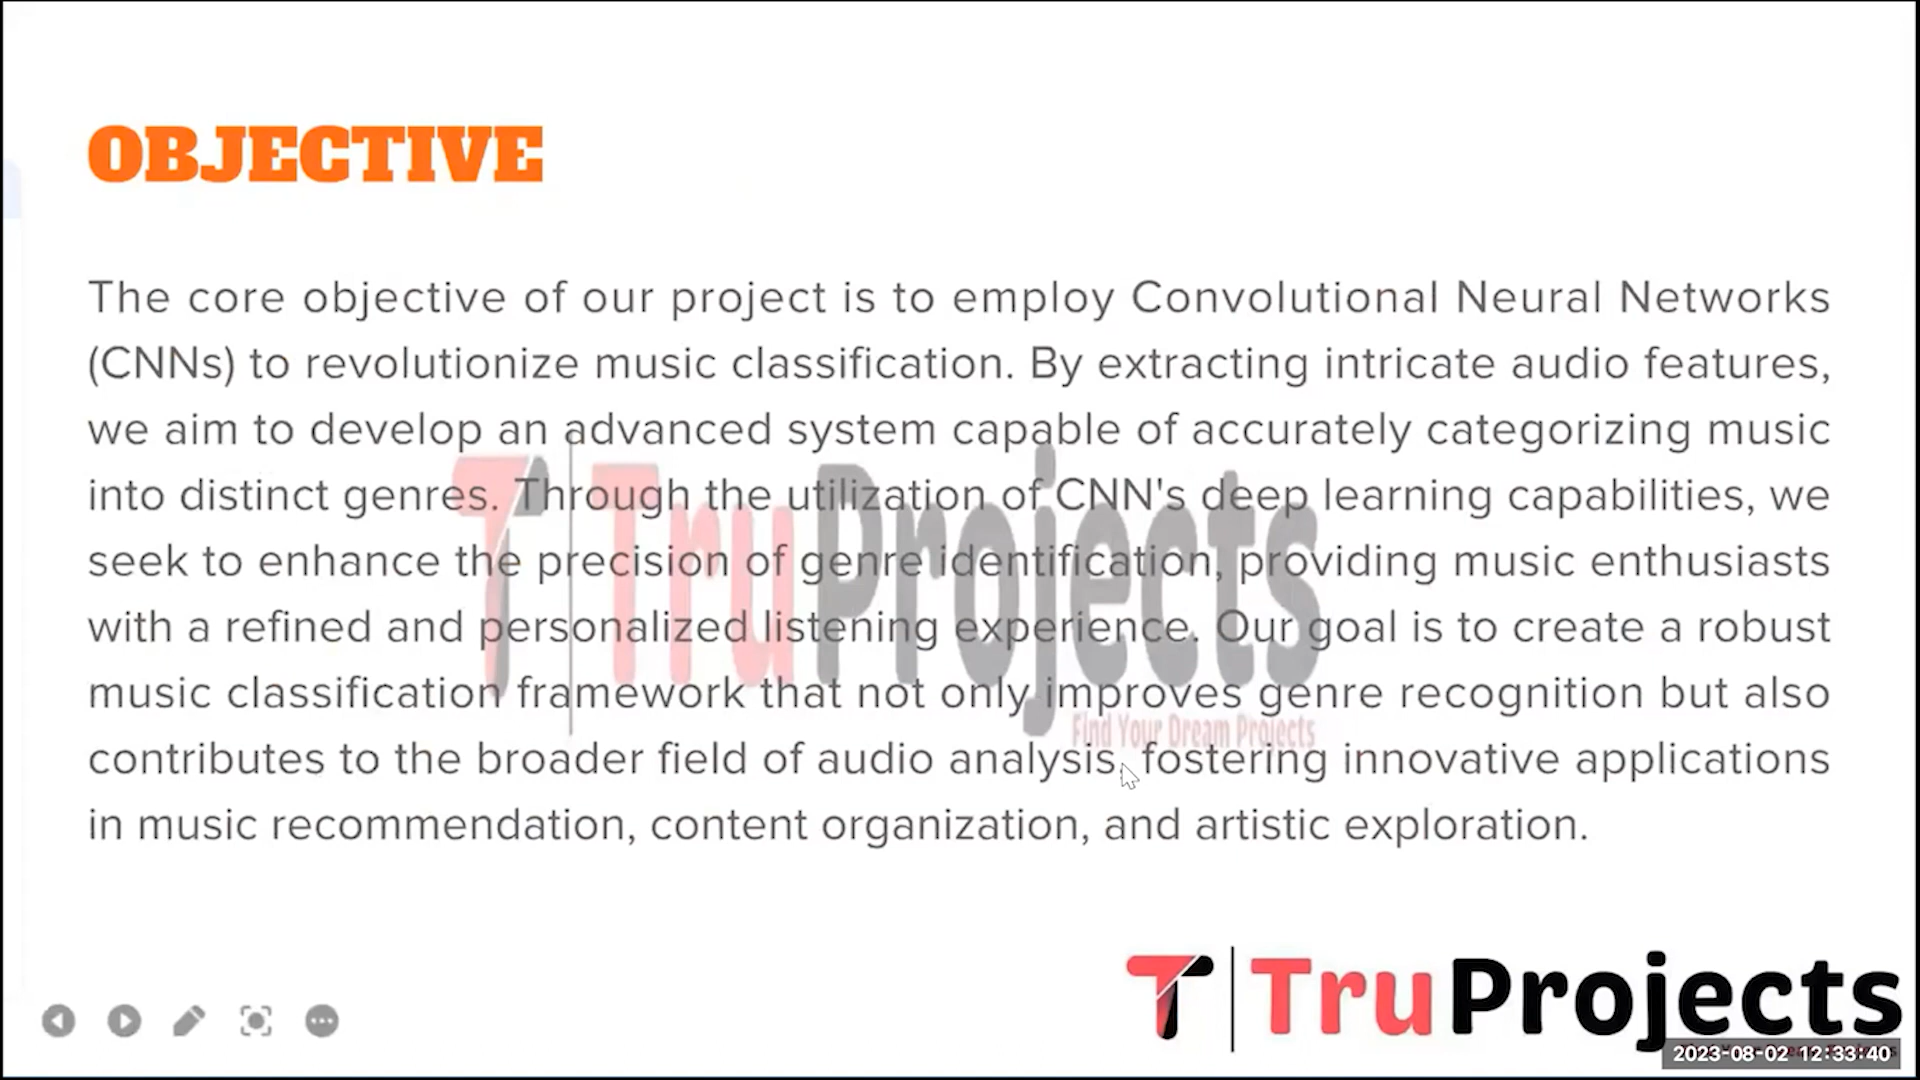 OBJECTIVE
The core objective of our project is to employ Convolutional Neural Networks
(CNNs) to revolutionize music classification. By extracting intricate audio features,
we aim to develop an advanced system capable of accurately categorizing music
into distinct genres. Through the utilization of CNN's deep learning capabilities, we
seek to enhance the precision of genre identification, providing music enthusiasts
with a refined and personalized listening experience. Our goal is to create a robust
music classification framework that not only improves genre recognition but also
contributes to the broader field of audio analysis, fostering innovative applications
in music recommendation, content organization, and artistic exploration.
TruProjects
Find Your Dream Projects
TruProjects
2023-08-02 12:33:40